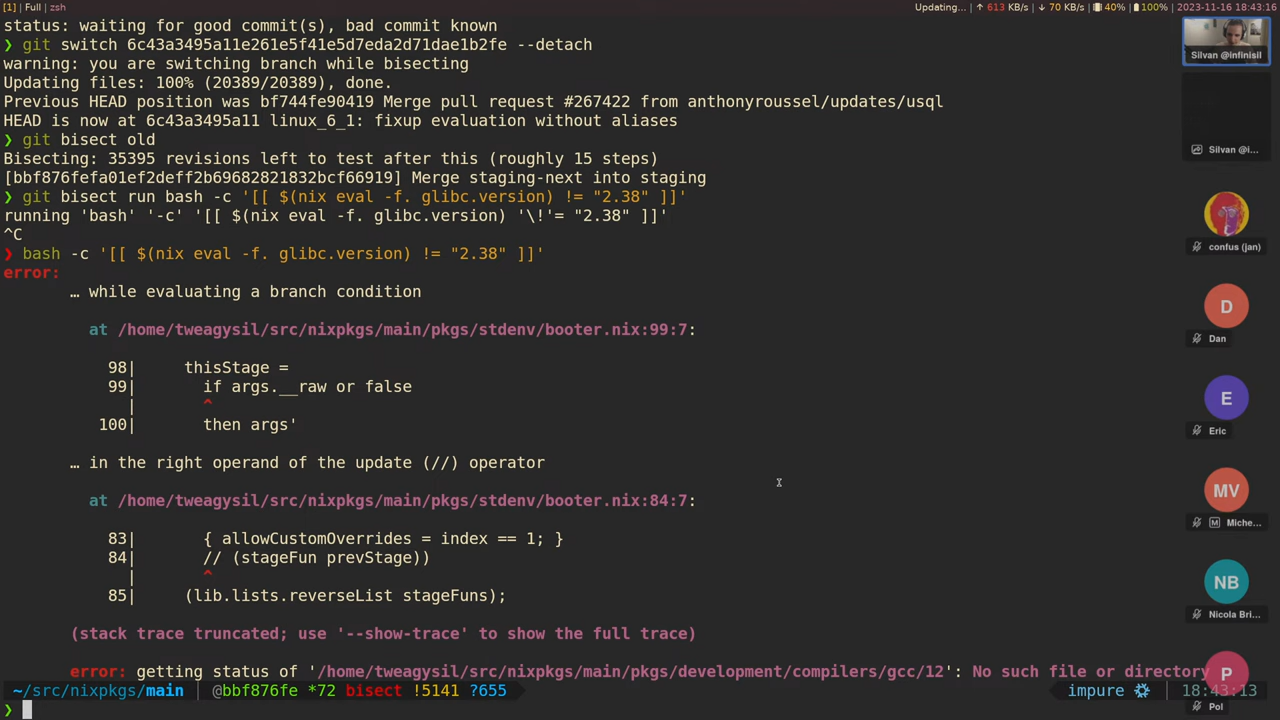 [1] | Full | zsh
Updating... | ↑ 613 KB/s | ↓ 70 KB/s | 40% | 100% | 2023-11-16 18:43:16
status: waiting for good commit(s), bad commit known
❯ git switch 6c43a3495a11e261e5f41e5d7eda2d71dae1b2fe --detach
warning: you are switching branch while bisecting
Updating files: 100% (20389/20389), done.
Previous HEAD position was bf744fe90419 Merge pull request #267422 from anthonyroussel/updates/usql
HEAD is now at 6c43a3495a11 linux_6_1: fixup evaluation without aliases
❯ git bisect old
Bisecting: 35395 revisions left to test after this (roughly 15 steps)
[bbf876fefa01ef2deff2b69682821832bcf66919] Merge staging-next into staging
❯ git bisect run bash -c '[[ $(nix eval -f. glibc.version) != "2.38" ]]'
running 'bash' '-c' '[[ $(nix eval -f. glibc.version) '\!'= "2.38" ]]'
^C
❯ bash -c '[[ $(nix eval -f. glibc.version) != "2.38" ]]'
error:
… while evaluating a branch condition
at /home/tweagysil/src/nixpkgs/main/pkgs/stdenv/booter.nix:99:7:
98| thisStage =
99| if args.__raw or false
| ^
100| then args'
… in the right operand of the update (//) operator
at /home/tweagysil/src/nixpkgs/main/pkgs/stdenv/booter.nix:84:7:
83| { allowCustomOverrides = index == 1; }
84| // (stageFun prevStage))
| ^
85| (lib.lists.reverseList stageFuns);
(stack trace truncated; use '--show-trace' to show the full trace)
error: getting status of '/home/tweagysil/src/nixpkgs/main/pkgs/development/compilers/gcc/12': No such file or directory
~/src/nixpkgs/main | @bbf876fe *72 bisect !5141 ?655
impure | 18:43:13
❯
Silvan @infinisil
Silvan @i...
confus (jan)
D
Dan
E
Eric
MV
M Miche...
NB
Nicola Bri...
P
Pol